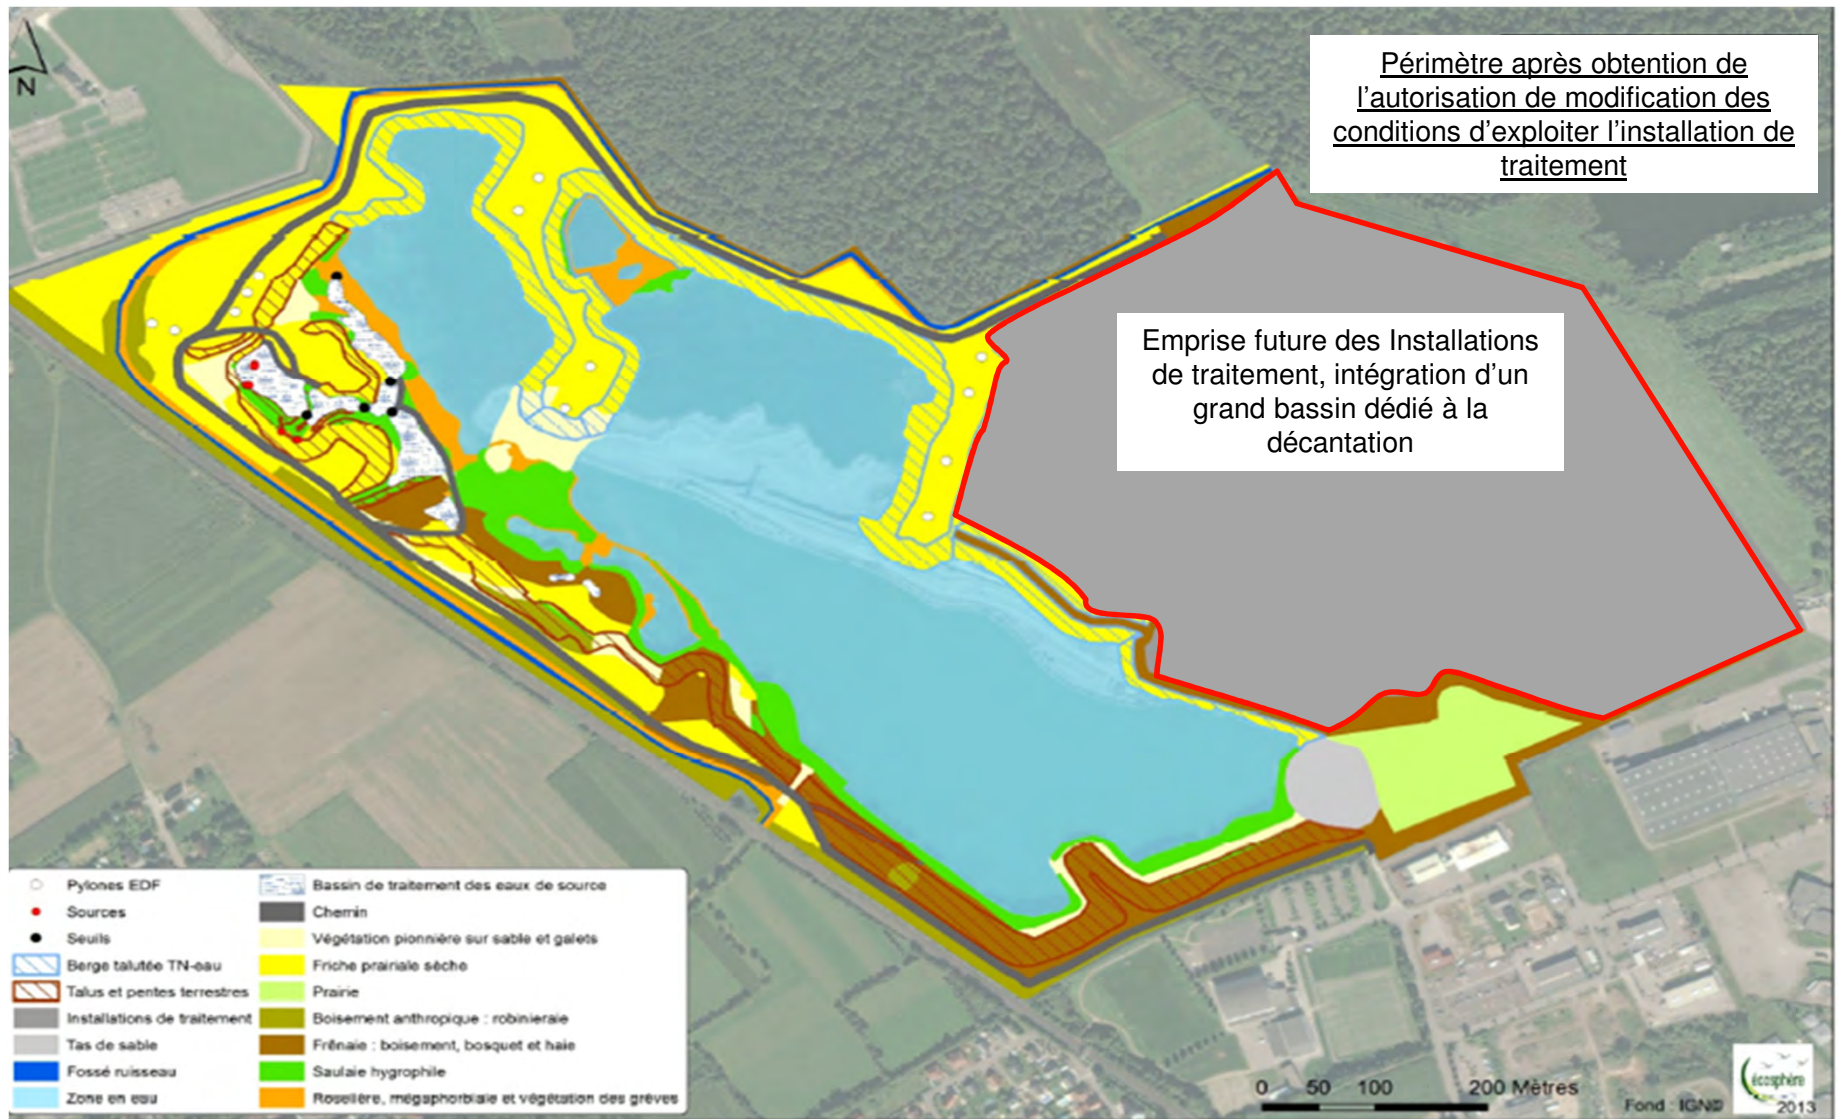 N
Périmètre après obtention de
l'autorisation de modification des
conditions d'exploiter l'installation de
traitement
Emprise future des Installations
de traitement, intégration d'un
grand bassin dédié à la
décantation
Pylones EDF
Sources
Seuils
Berge talutée TN-eau
Talus et pentes terrestres
Installations de traitement
Tas de sable
Fossé ruisseau
Zone en eau
Bassin de traitement des eaux de source
Chemin
Végétation pionnière sur sable et galets
Friche prairiale sèche
Prairie
Boisement anthropique : robinieraie
Frênaie : boisement, bosquet et haie
Saulaie hygrophile
Roselière, mégaphorbiaie et végétation des grèves
0 50 100 200 Mètres
Fond : IGN©
écosphère
2013